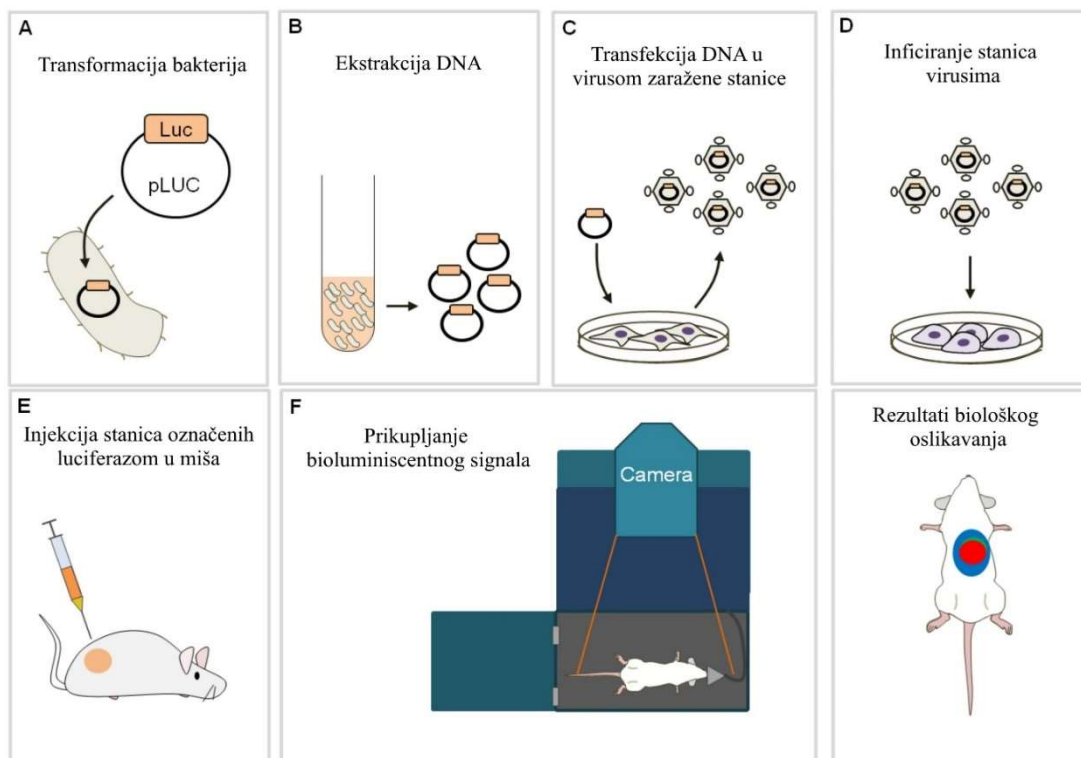 A
Transformacija bakterija
Luc
pLUC
B
Ekstrakcija DNA
C
Transfekcija DNA u
virusom zaražene stanice
D
Inficiranje stanica
virusima
E
Injekcija stanica označenih
luciferazom u miša
F
Prikupljanje
bioluminiscentnog signala
Camera
Rezultati biološkog
oslikavanja